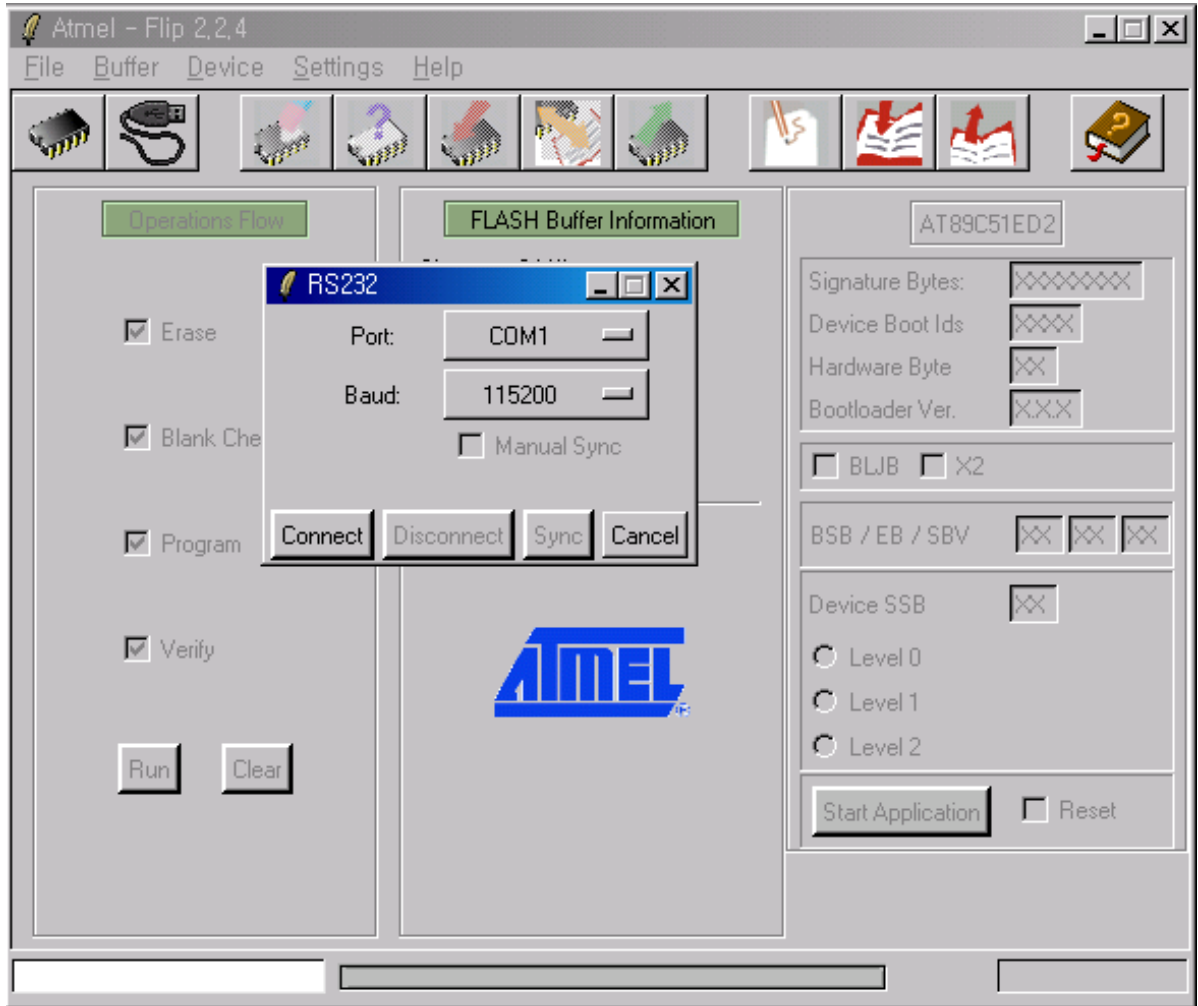 Atmel - Flip 2,2,4
File Buffer Device Settings Help
Operations Flow
Erase
Blank Che
Program
Verify
Run Clear
FLASH Buffer Information
RS232
Port: COM1
Baud: 115200
Manual Sync
Connect Disconnect Sync Cancel
ATMEL
AT89C51ED2
Signature Bytes: XXXXXXXX
Device Boot Ids XXXX
Hardware Byte XX
Bootloader Ver. X.X.X
BLJB X2
BSB / EB / SBV XX XX XX
Device SSB XX
Level 0
Level 1
Level 2
Start Application Reset